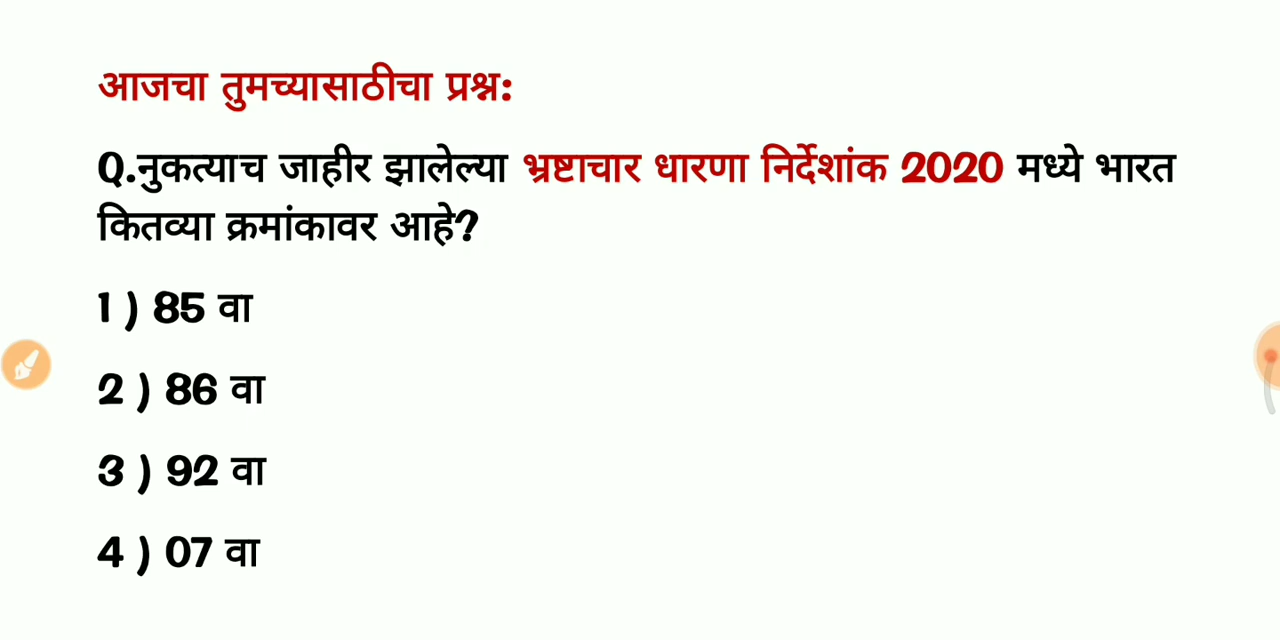 आजचा तुमच्यासाठीचा प्रश्न:
Q.नुकत्याच जाहीर झालेल्या भ्रष्टाचार धारणा निर्देशांक 2020 मध्ये भारत
कितव्या क्रमांकावर आहे?
1 ) 85 वा
2 ) 86 वा
3 ) 92 वा
4 ) 07 वा